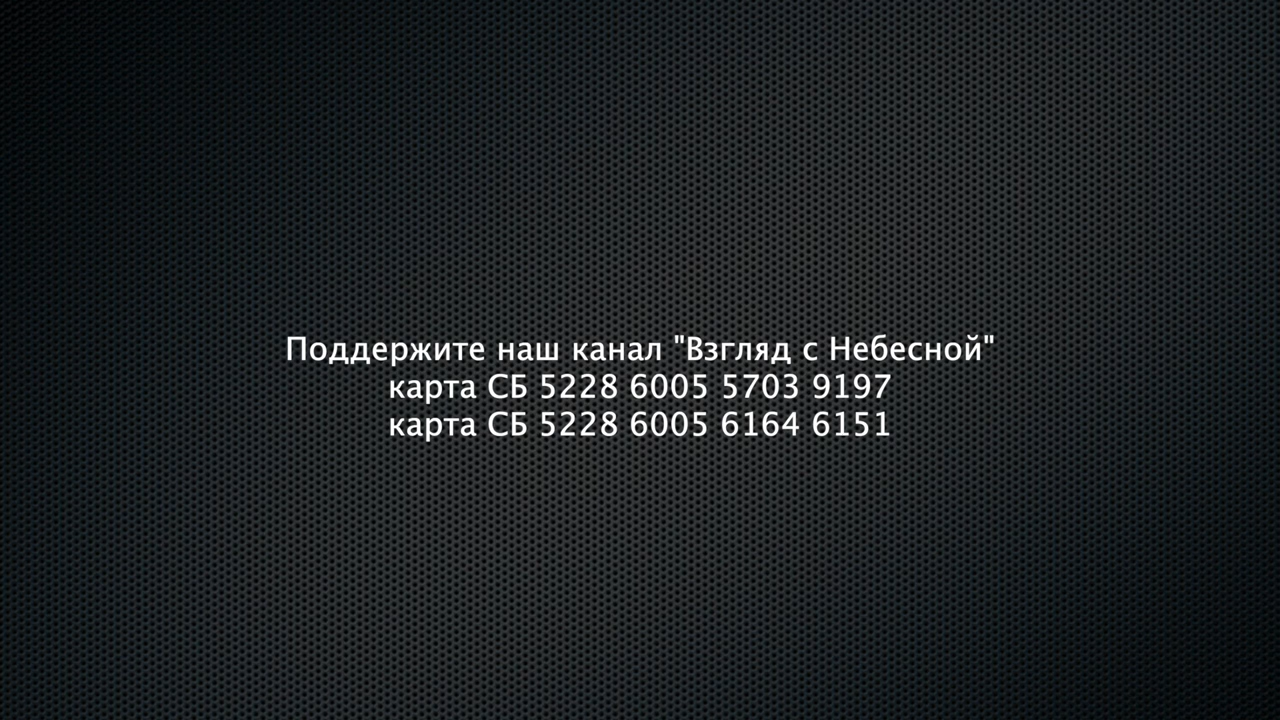 Поддержите наш канал "Взгляд с Небесной"
карта СБ 5228 6005 5703 9197
карта СБ 5228 6005 6164 6151